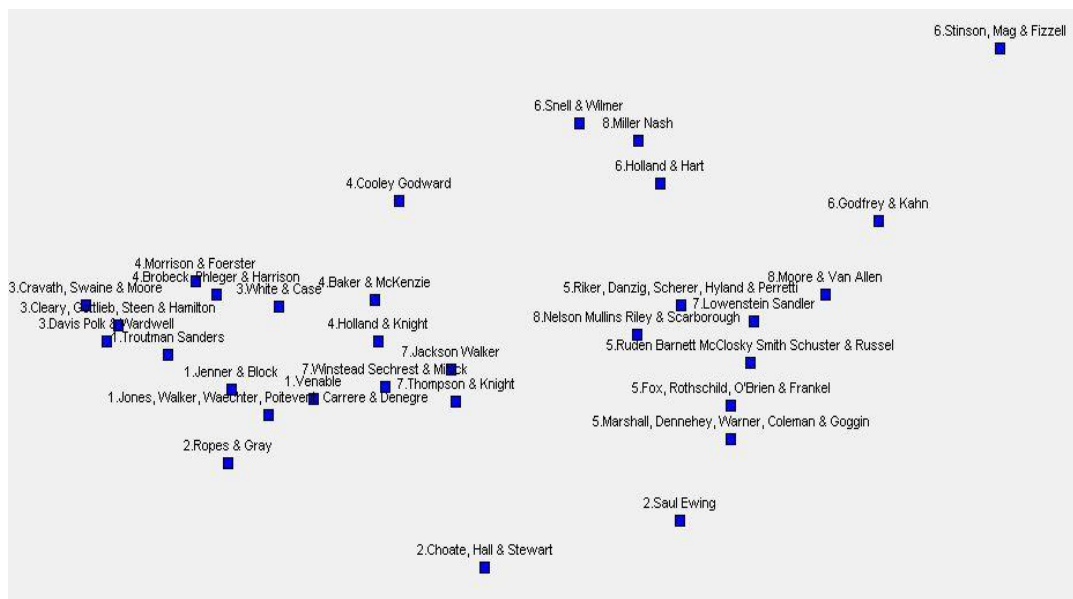 6.Stinson, Mag & Fizzell
6.Snell & Wilmer
8.Miller Nash
6.Holland & Hart
4.Cooley Godward
6.Godfrey & Kahn
4.Morrison & Foerster
4.Brobeck, Phleger & Harrison
3.Cravath, Swaine & Moore
3.White & Case
4.Baker & McKenzie
8.Moore & Van Allen
5.Riker, Danzig, Scherer, Hyland & Perretti
7.Lowenstein Sandler
3.Cleary, Gottlieb, Steen & Hamilton
3.Davis Polk & Wardwell
4.Holland & Knight
8.Nelson Mullins Riley & Scarborough
1.Troutman Sanders
5.Ruden Barnett McClosky Smith Schuster & Russel
7.Jackson Walker
1.Jenner & Block
7.Winstead Sechrest & Minick
1.Venable
7.Thompson & Knight
5.Fox, Rothschild, O'Brien & Frankel
1.Jones, Walker, Waechter, Poitevent, Carrere & Denegre
5.Marshall, Dennehey, Warner, Coleman & Goggin
2.Ropes & Gray
2.Saul Ewing
2.Choate, Hall & Stewart